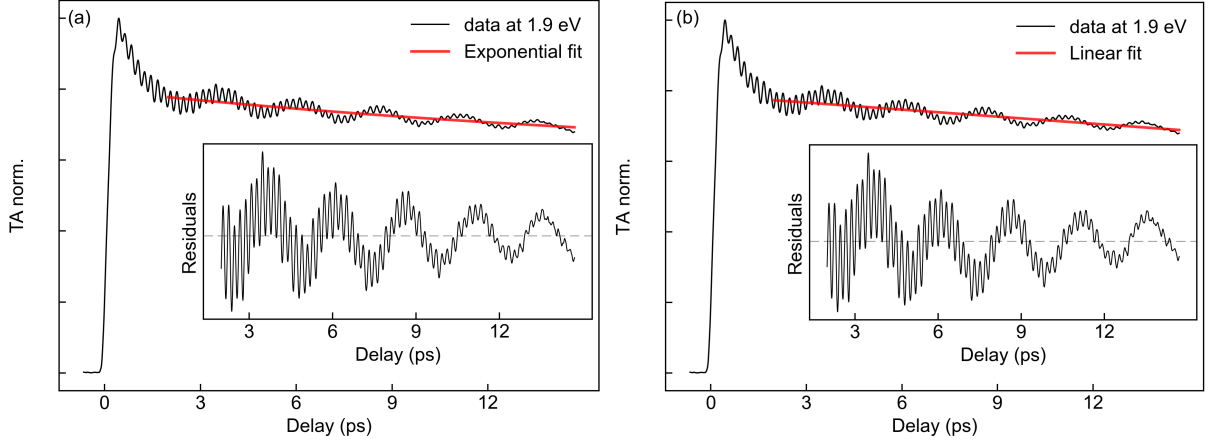 (a)
data at 1.9 eV
Exponential fit
TA norm.
Residuals
3 6 9 12
Delay (ps)
0 3 6 9 12
Delay (ps)
(b)
data at 1.9 eV
Linear fit
TA norm.
Residuals
3 6 9 12
Delay (ps)
0 3 6 9 12
Delay (ps)